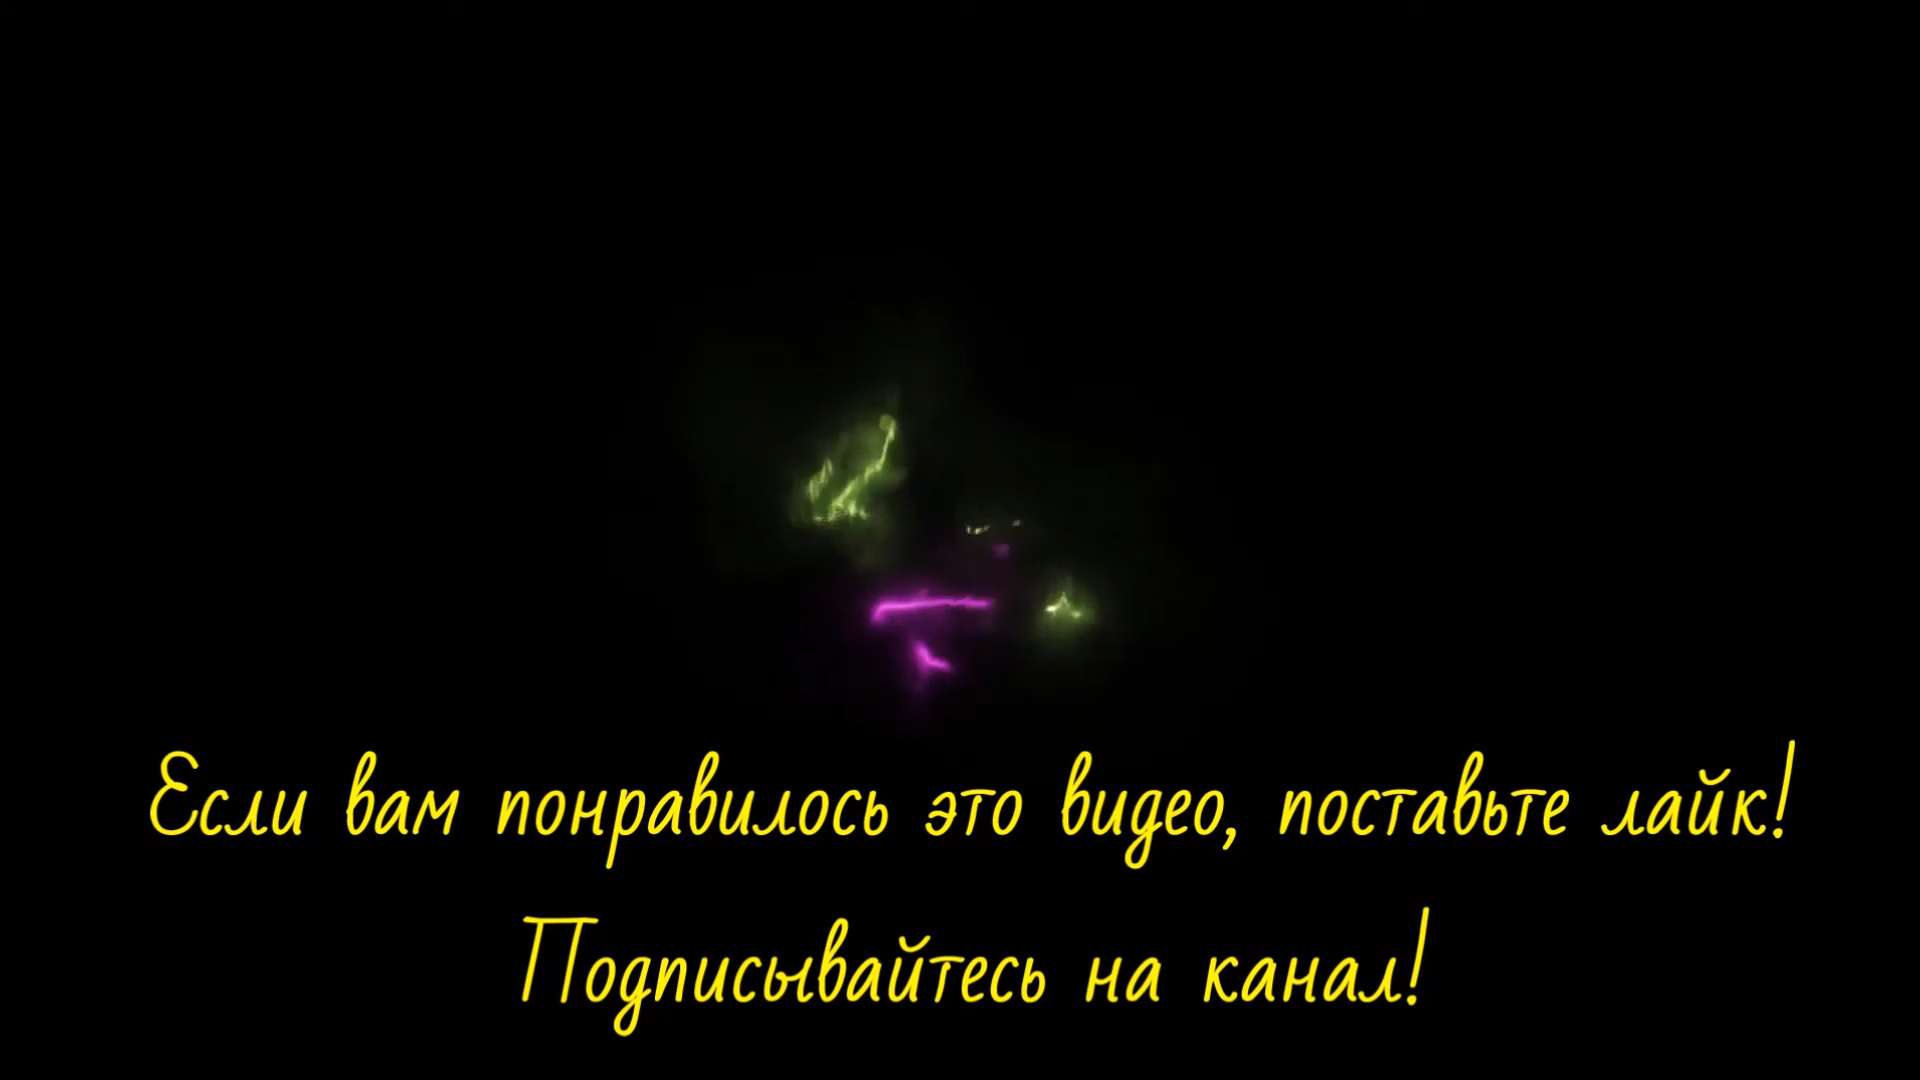 Если вам понравилось это видео, поставьте лайк!
Подписывайтесь на канал!